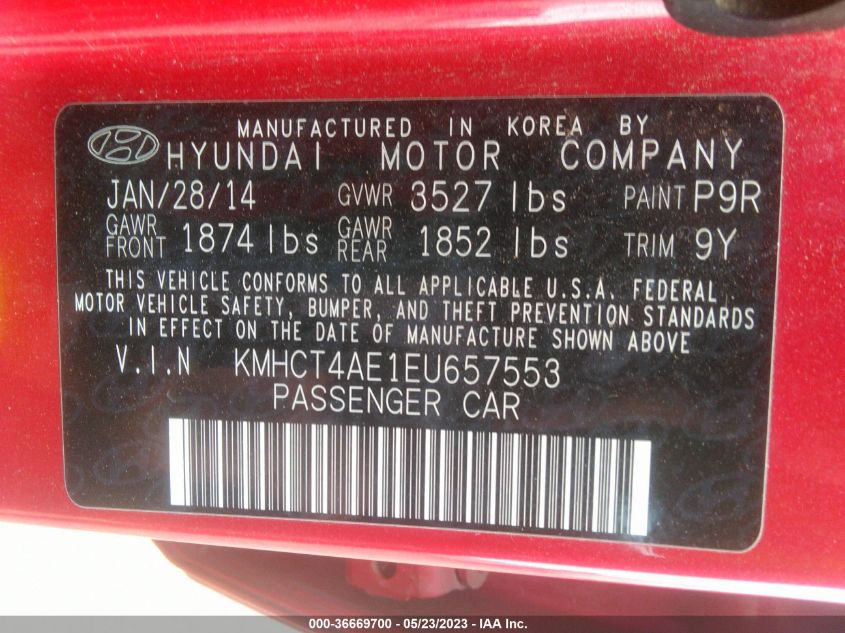 MANUFACTURED IN KOREA BY
HYUNDAI MOTOR COMPANY
JAN/28/14 GVWR 3527 lbs PAINT P9R
GAWR FRONT 1874 lbs GAWR REAR 1852 lbs TRIM 9Y
THIS VEHICLE CONFORMS TO ALL APPLICABLE U.S.A. FEDERAL
MOTOR VEHICLE SAFETY, BUMPER, AND THEFT PREVENTION STANDARDS
IN EFFECT ON THE DATE OF MANUFACTURE SHOWN ABOVE
V.I.N KMHCT4AE1EU657553
PASSENGER CAR
000-36669700 - 05/23/2023 - IAA Inc.